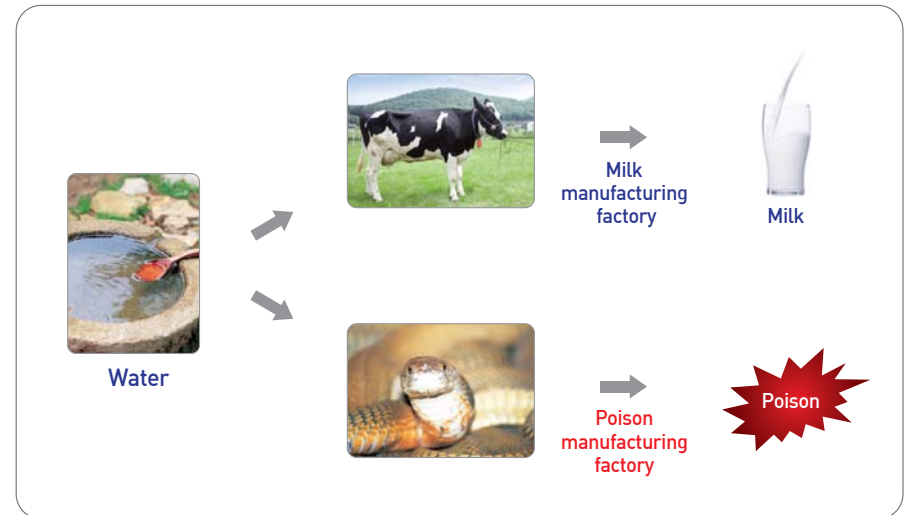 Water
Milk
manufacturing
factory
Milk
Poison
manufacturing
factory
Poison